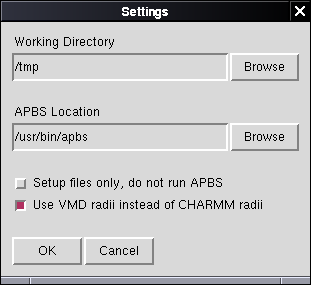 Settings
Working Directory
/tmp
Browse
APBS Location
/usr/bin/apbs
Browse
Setup files only, do not run APBS
Use VMD radii instead of CHARMM radii
OK
Cancel